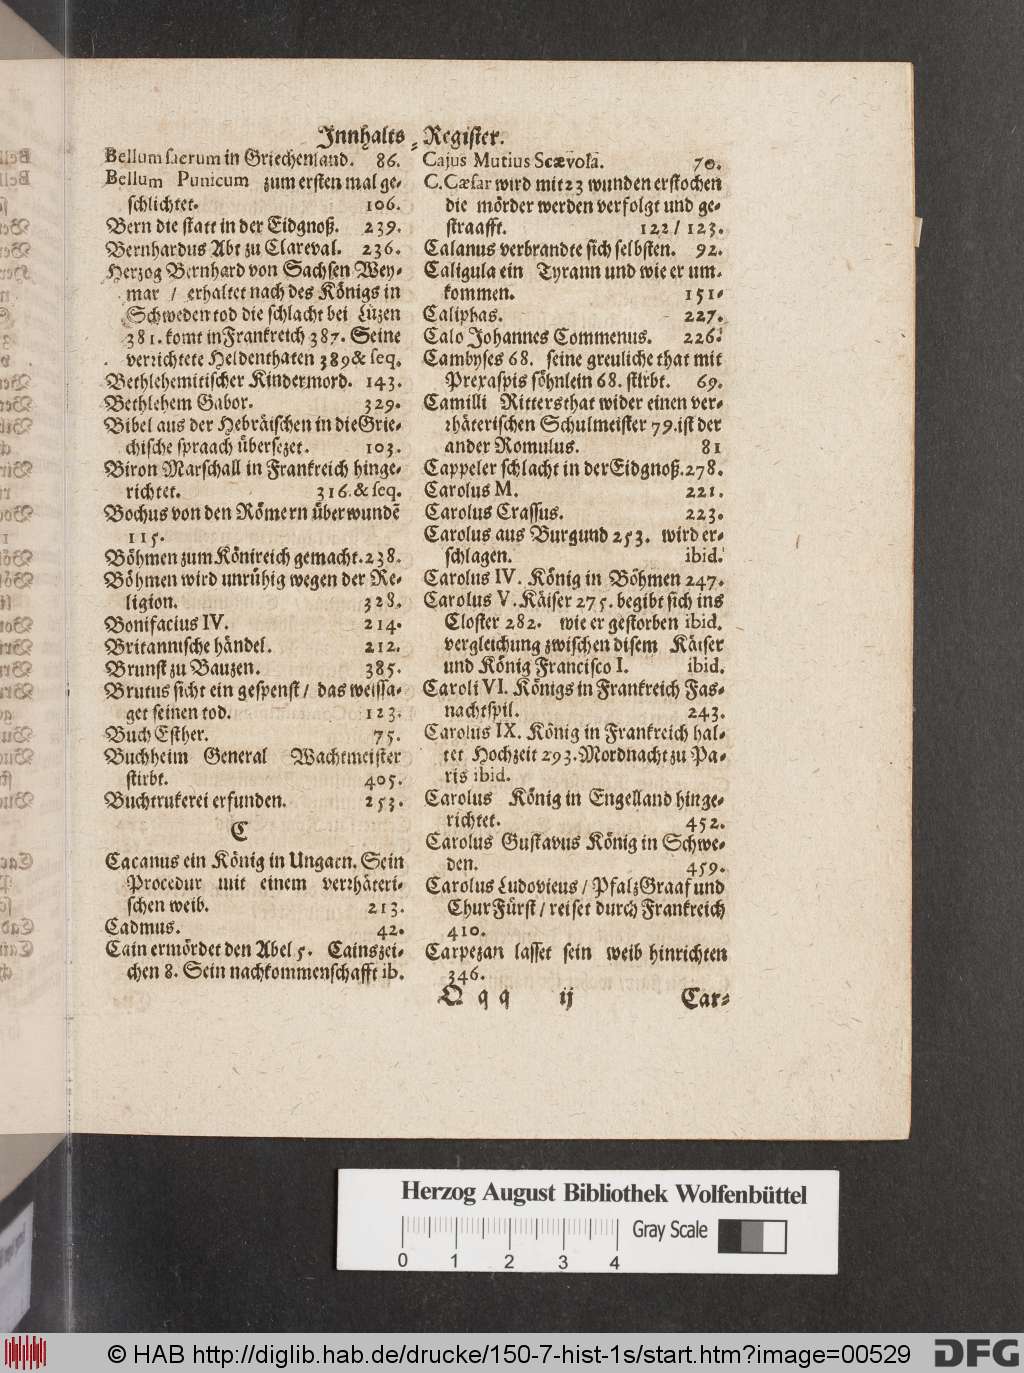 Innhalts-Register.
Bellum sacrum in Griechenland. 86.
Bellum Punicum zum ersten mal ge-
schlichtet. 106.
Bern die statt in der Eidgnoß. 239.
Bernhardus Abt zu Clareval. 236.
Herzog Bernhard von Sachsen Wey-
mar / erhaltet nach des Königs in
Schweden tod die schlacht bei Lüzen
381. komt in Frankreich 387. Seine
verrichtete Heldenthaten 389 & seq.
Bethlehemitischer Kindermord. 143.
Bethlehem Gabor. 329.
Bibel aus der Hebräischen in die Grie-
chische spraach übersezet. 103.
Biron Marschall in Frankreich hinge-
richtet. 316. & seq.
Bochus von den Römern überwundē
115.
Böhmen zum Köntreich gemacht. 238.
Böhmen wird unrühig wegen der Re-
ligion. 328.
Bonifacius IV. 214.
Britannische händel. 212.
Brunst zu Bauzen. 385.
Brutus sicht ein gespenst / das weissa-
get seinen tod. 123.
Buch Esther. 75.
Buchheim General Wachtmeister
stirbt. 405.
Buchtrukerei erfunden. 253.
C
Cacanus ein König in Ungarn. Sein
Procedur mit einem verrhäteri-
schen weib. 213.
Cadmus. 42.
Cain ermördet den Abel 5. Cainszei-
chen 8. Sein nachkommenschafft ib.
Cajus Mutius Scævola. 70.
C. Cæsar wird mit 23 wunden erstochen
die mörder werden verfolgt und ge-
straafft. 122 / 123.
Calanus verbrandte sich selbsten. 92.
Caligula ein Tyrann und wie er um-
kommen. 151.
Caliphas. 227.
Calo Johannes Commenus. 226.
Cambyses 68. seine greuliche that mit
Prexaspis söhnlein 68. stirbt. 69.
Camilli Rittersthat wider einen ver-
rhäterischen Schulmeister 79. ist der
ander Romulus. 81
Cappeler schlacht in der Eidgnoß. 278.
Carolus M. 221.
Carolus Crassus. 223.
Carolus aus Burgund 253. wird er-
schlagen. ibid.
Carolus IV. König in Böhmen 247.
Carolus V. Käiser 275. begibt sich ins
Closter 282. wie er gestorben ibid.
vergleichung zwischen disem Käiser
und König Francisco I. ibid.
Caroli VI. Königs in Frankreich Fas-
nachtspil. 243.
Carolus IX. König in Frankreich hal-
tet Hochzeit 293. Mordnacht zu Pa-
ris ibid.
Carolus König in Engelland hinge-
richtet. 452.
Carolus Gustavus König in Schwe-
den. 459.
Carolus Ludovicus / PfalzGraaf und
ChurFürst / reiset durch Frankreich
410.
Carpezan lasset sein weib hinrichten
346.
Q q q ij Car-
Herzog August Bibliothek Wolfenbüttel
Gray Scale
0 1 2 3 4
© HAB http://diglib.hab.de/drucke/150-7-hist-1s/start.htm?image=00529
DFG